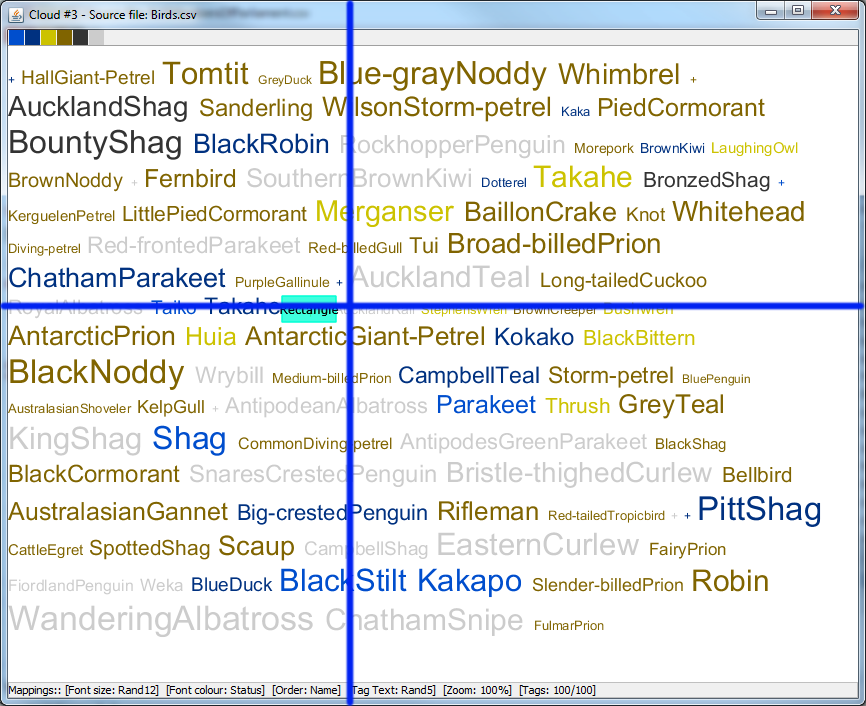 Cloud #3 - Source file: Birds.csv
+ HallGiant-Petrel Tomtit GreyDuck Blue-grayNoddy Whimbrel +
AucklandShag Sanderling WilsonStorm-petrel Kaka PiedCormorant
BountyShag BlackRobin RockhopperPenguin Morepork BrownKiwi LaughingOwl
BrownNoddy + Fernbird SouthernBrownKiwi Dotterel Takahe BronzedShag +
KerguelenPetrel LittlePiedCormorant Merganser BaillonCrake Knot Whitehead
Diving-petrel Red-frontedParakeet Red-billedGull Tui Broad-billedPrion
ChathamParakeet PurpleGallinule + AucklandTeal Long-tailedCuckoo
RoyalAlbatross Taiko Takahe Rectangle AucklandRail StephensWren BrownCreeper Bushwren
AntarcticPrion Huia AntarcticGiant-Petrel Kokako BlackBittern
BlackNoddy Wrybill Medium-billedPrion CampbellTeal Storm-petrel BluePenguin
AustralasianShoveler KelpGull + AntipodeanAlbatross Parakeet Thrush GreyTeal
KingShag Shag CommonDiving-petrel AntipodesGreenParakeet BlackShag
BlackCormorant SnaresCrestedPenguin Bristle-thighedCurlew Bellbird
AustralasianGannet Big-crestedPenguin Rifleman Red-tailedTropicbird + + PittShag
CattleEgret SpottedShag Scaup CampbellShag EasternCurlew FairyPrion
FiordlandPenguin Weka BlueDuck BlackStilt Kakapo Slender-billedPrion Robin
WanderingAlbatross ChathamSnipe FulmarPrion
Mappings:: [Font size: Rand12] [Font colour: Status] [Order: Name] [Tag Text: Rand5] [Zoom: 100%] [Tags: 100/100]